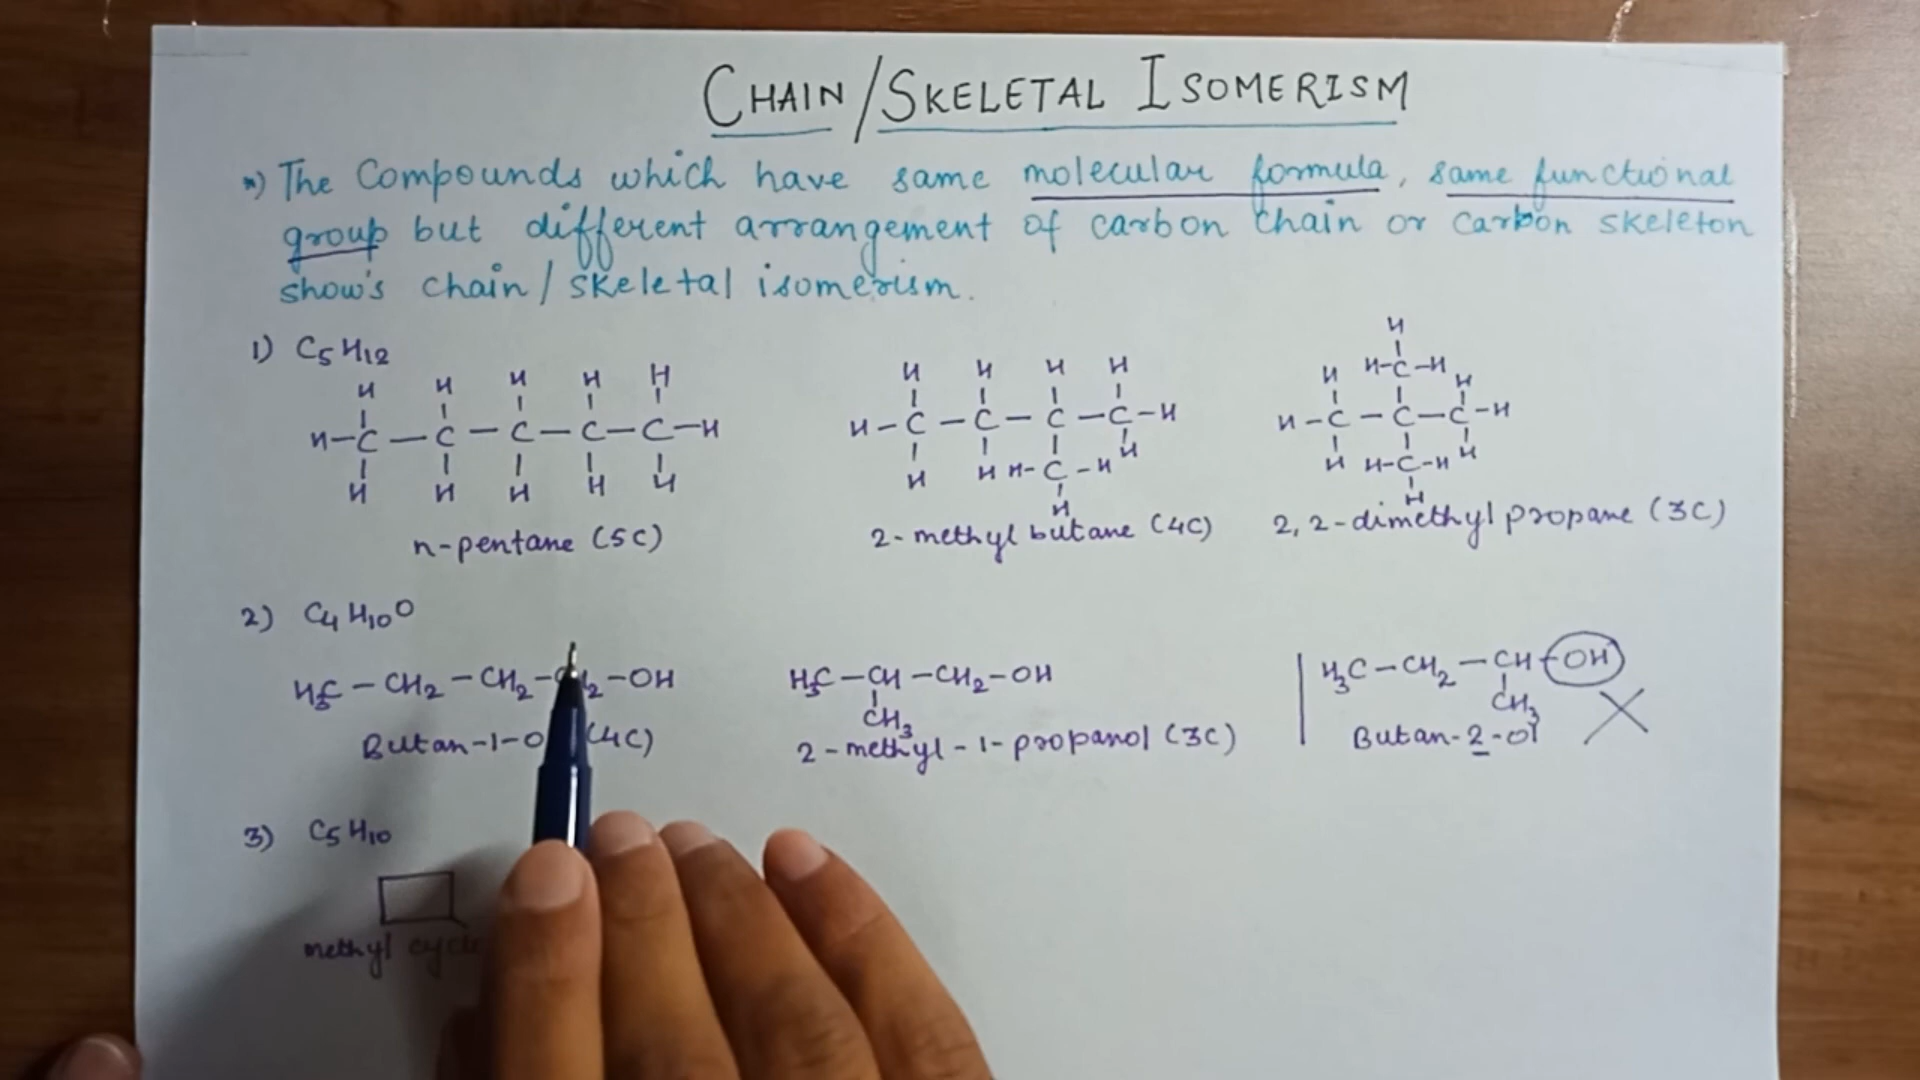 CHAIN/SKELETAL ISOMERISM
*) The Compounds which have same molecular formula, same functional
group but different arrangement of carbon chain or carbon skeleton
show's chain/skeletal isomerism.
1) C5H12
H H H H H
H-C-C-C-C-C-H
H H H H H
n-pentane (5C)
H H H H
H-C-C-C-C-H
H H H-C-H H
H
2-methyl butane (4C)
H
H H-C-H H
H-C-C-C-H
H H-C-H H
H
2,2-dimethyl propane (3C)
2) C4H10O
H3C-CH2-CH2-CH2-OH
Butan-1-O (4C)
H3C-CH-CH2-OH
CH3
2-methyl-1-propanol (3C)
H3C-CH2-CH-OH
CH3
Butan-2-ol
3) C5H10
methyl